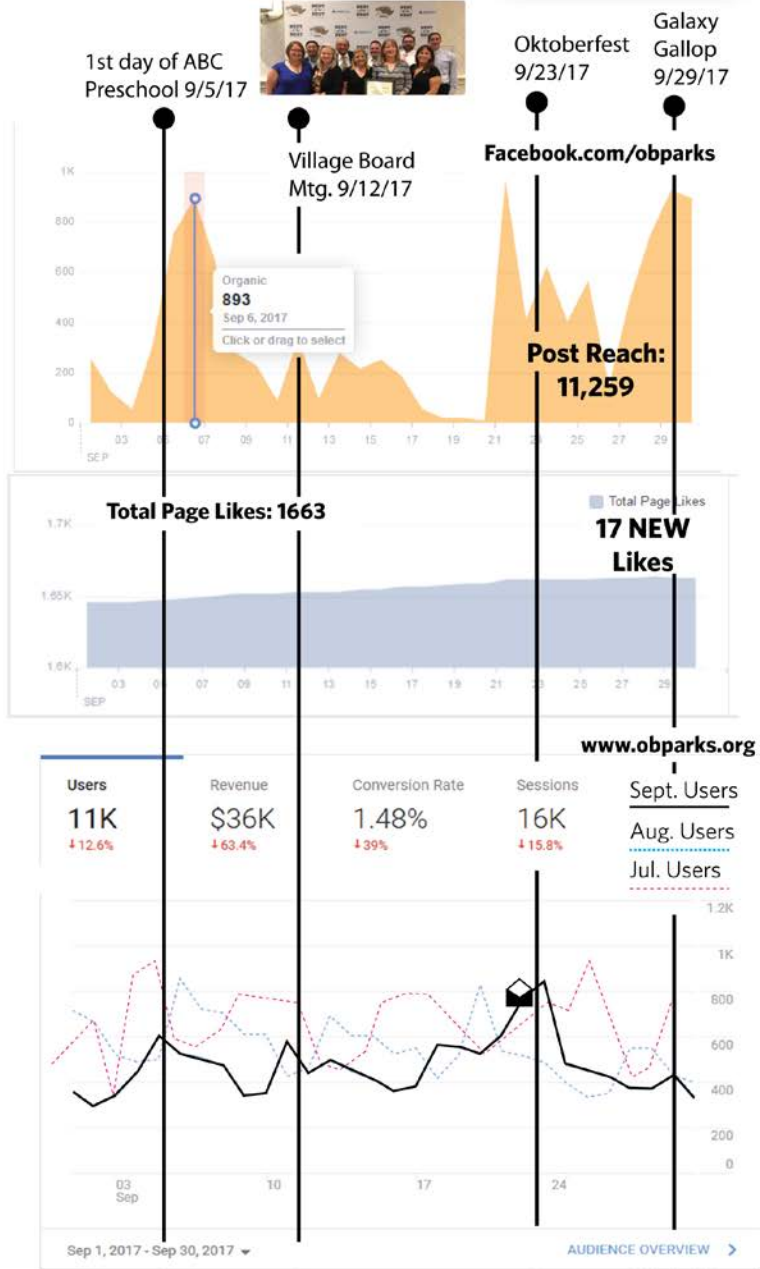 1st day of ABC
Preschool 9/5/17
Village Board
Mtg. 9/12/17
Oktoberfest
9/23/17
Galaxy
Gallop
9/29/17
Facebook.com/obparks
1K
800
600
400
200
0
Organic
893
Sep 6, 2017
Click or drag to select
Post Reach:
11,259
03 07 09 11 13 15 17 19 21 25 27 29
SEP
Total Page Likes: 1663
Total Page Likes
17 NEW
Likes
1.7K
1.65K
1.6K
03 07 09 11 13 15 17 19 21 25 27 29
SEP
www.obparks.org
Users
11K
↓12.6%
Revenue
$36K
↓63.4%
Conversion Rate
1.48%
↓39%
Sessions
16K
↓15.8%
Sept. Users
Aug. Users
Jul. Users
1.2K
1K
800
600
400
200
0
03 10 17 24
Sep
Sep 1, 2017 - Sep 30, 2017
AUDIENCE OVERVIEW